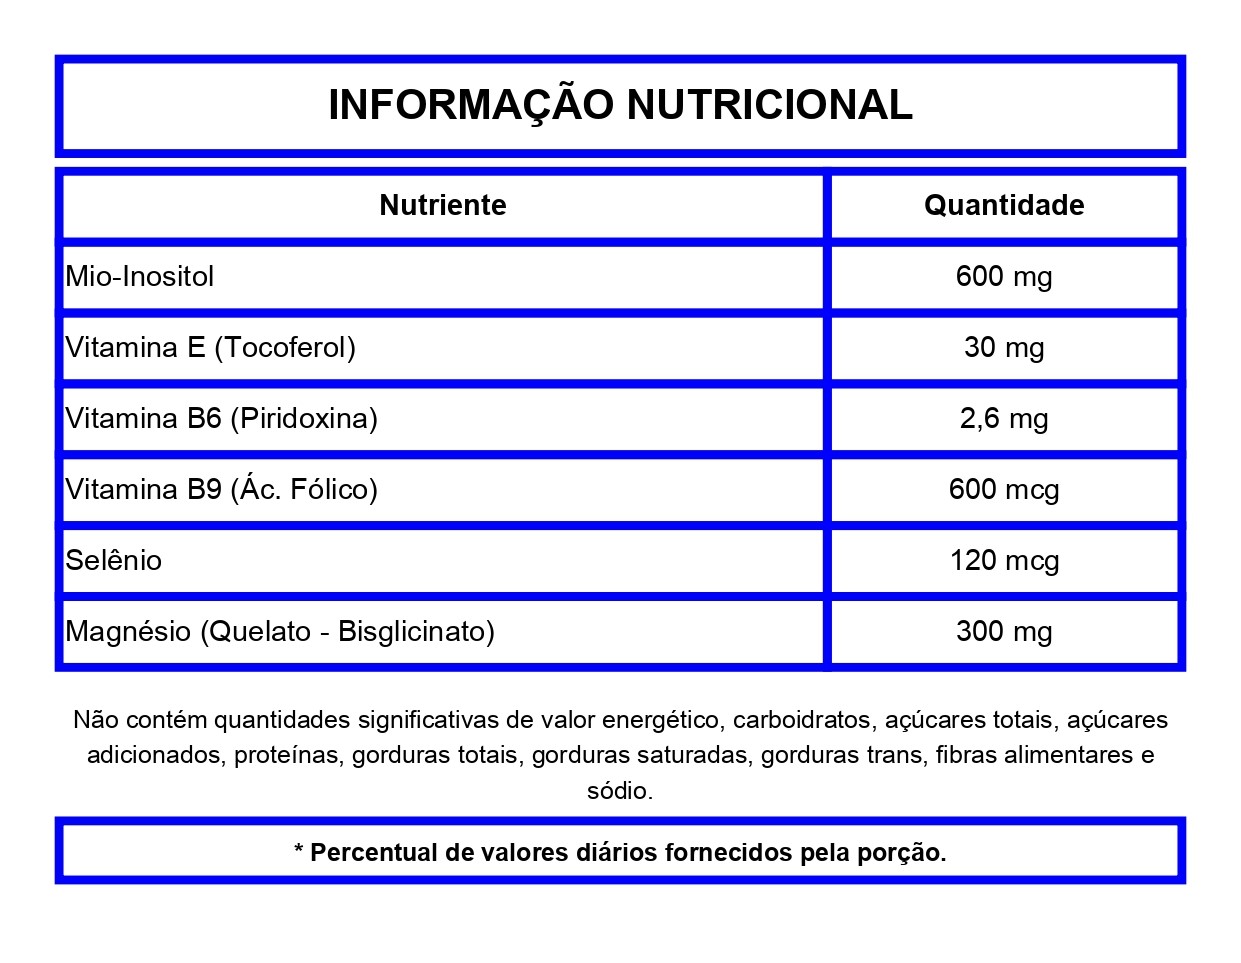 INFORMAÇÃO NUTRICIONAL
Nutriente Quantidade
Mio-Inositol 600 mg
Vitamina E (Tocoferol) 30 mg
Vitamina B6 (Piridoxina) 2,6 mg
Vitamina B9 (Ác. Fólico) 600 mcg
Selênio 120 mcg
Magnésio (Quelato - Bisglicinato) 300 mg
Não contém quantidades significativas de valor energético, carboidratos, açúcares totais, açúcares
adicionados, proteínas, gorduras totais, gorduras saturadas, gorduras trans, fibras alimentares e
sódio.
* Percentual de valores diários fornecidos pela porção.